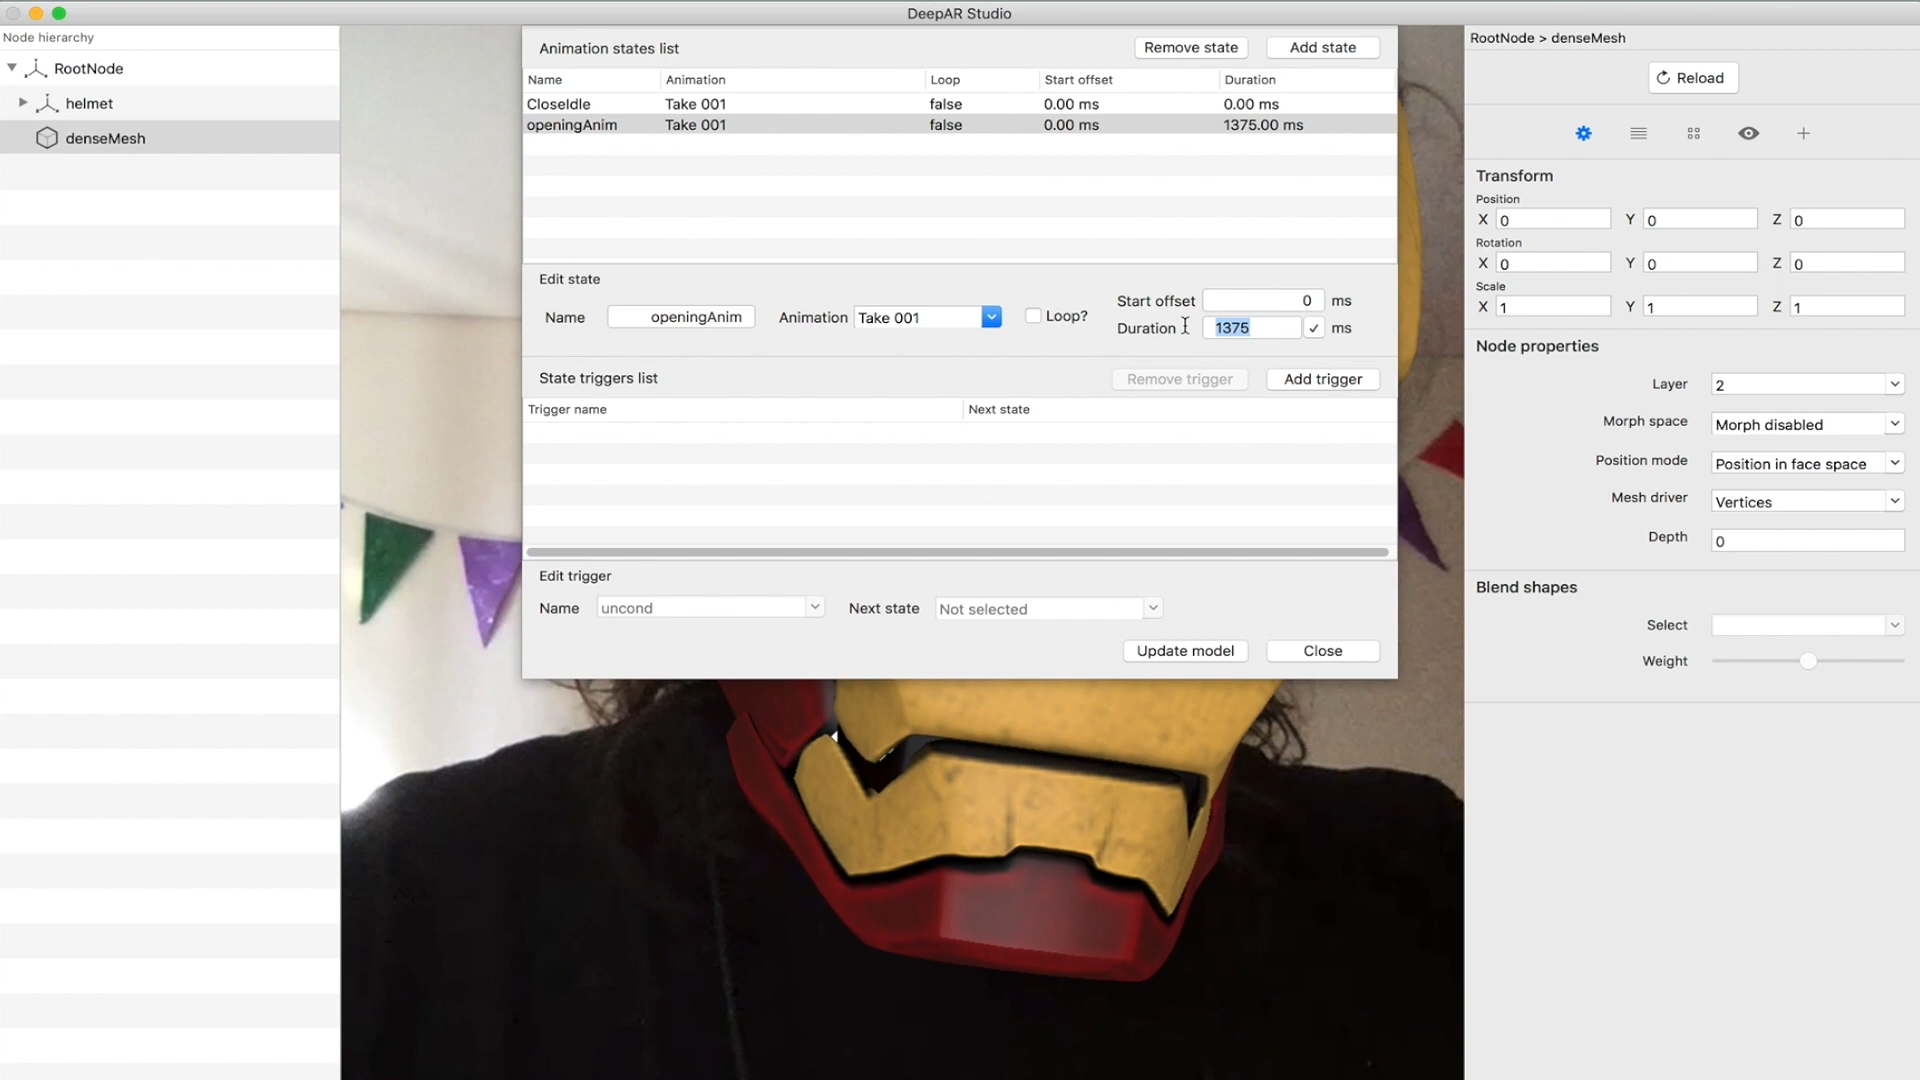 DeepAR Studio
Node hierarchy
RootNode
helmet
denseMesh
Animation states list
Remove state
Add state
Name Animation Loop Start offset Duration
CloseIdle Take 001 false 0.00 ms 0.00 ms
openingAnim Take 001 false 0.00 ms 1375.00 ms
Edit state
Name openingAnim Animation Take 001 Loop? Start offset 0 ms
Duration 1375 ms
State triggers list
Remove trigger
Add trigger
Trigger name Next state
Edit trigger
Name uncond Next state Not selected
Update model
Close
RootNode > denseMesh
Reload
Transform
Position
X 0 Y 0 Z 0
Rotation
X 0 Y 0 Z 0
Scale
X 1 Y 1 Z 1
Node properties
Layer 2
Morph space Morph disabled
Position mode Position in face space
Mesh driver Vertices
Depth 0
Blend shapes
Select
Weight